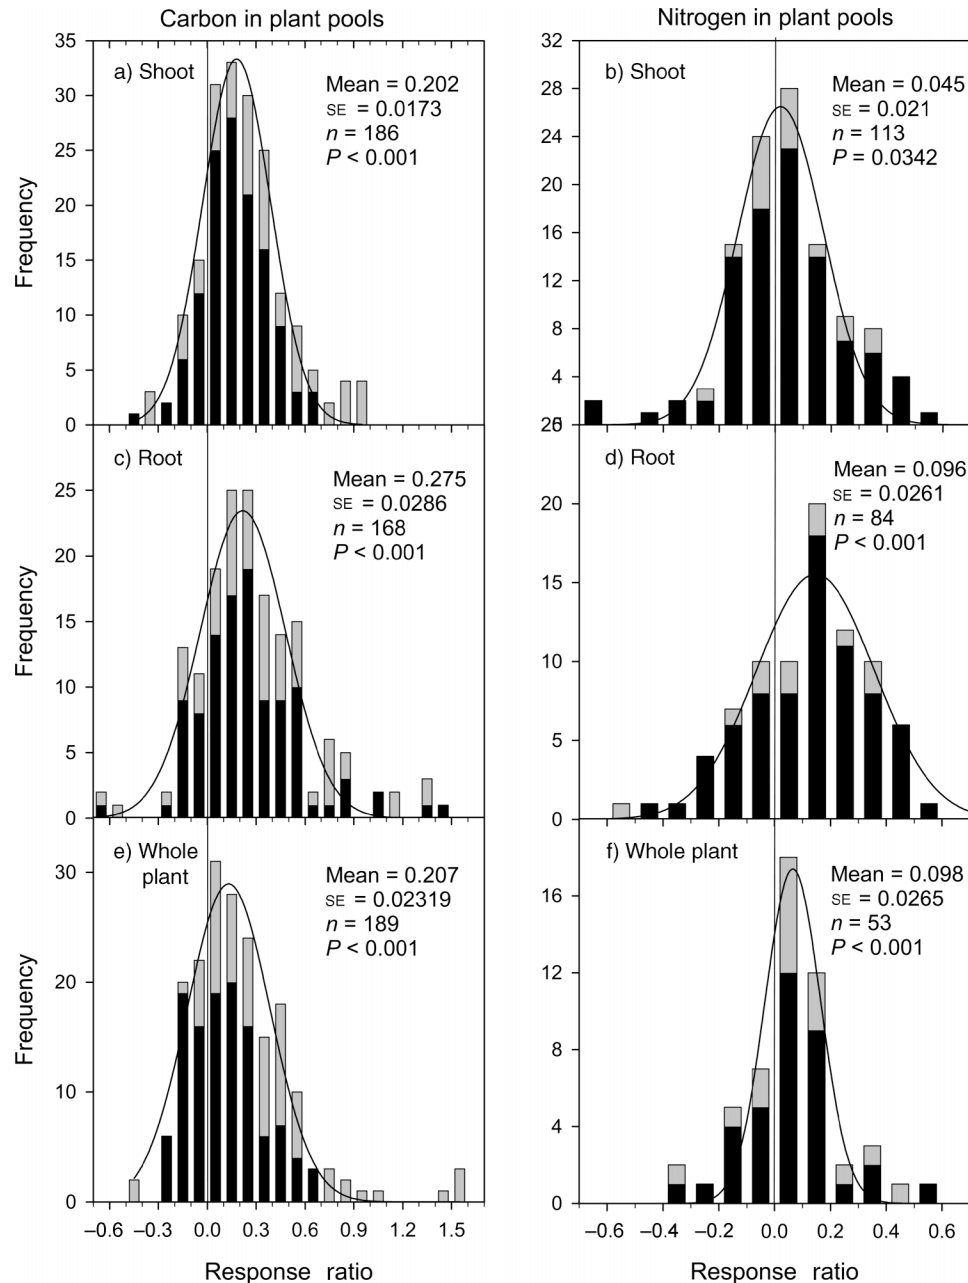 Carbon in plant pools
Nitrogen in plant pools
35
30
25
20
15
10
5
0
Frequency
a) Shoot
Mean = 0.202
SE = 0.0173
n = 186
P < 0.001
32
28
24
20
16
12
8
4
b) Shoot
Mean = 0.045
SE = 0.021
n = 113
P = 0.0342
25
20
15
10
5
0
Frequency
c) Root
Mean = 0.275
SE = 0.0286
n = 168
P < 0.001
20
15
10
5
0
d) Root
Mean = 0.096
SE = 0.0261
n = 84
P < 0.001
30
20
10
0
Frequency
e) Whole
plant
Mean = 0.207
SE = 0.02319
n = 189
P < 0.001
16
12
8
4
0
f) Whole plant
Mean = 0.098
SE = 0.0265
n = 53
P < 0.001
–0.6 –0.3 0.0 0.3 0.6 0.9 1.2 1.5
–0.6 –0.4 –0.2 0.0 0.2 0.4 0.6
Response ratio
Response ratio